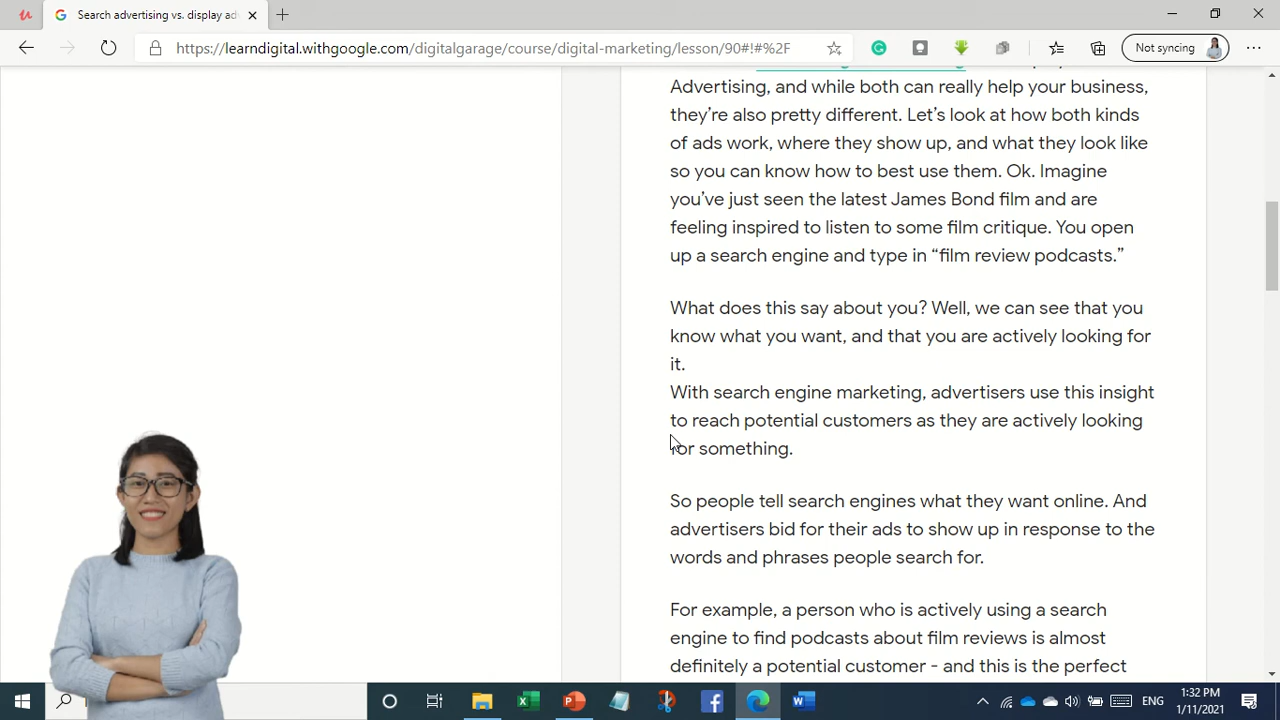 Search advertising vs. display ad
https://learndigital.withgoogle.com/digitalgarage/course/digital-marketing/lesson/90#!#%2F
Not syncing
Advertising, and while both can really help your business,
they’re also pretty different. Let’s look at how both kinds
of ads work, where they show up, and what they look like
so you can know how to best use them. Ok. Imagine
you’ve just seen the latest James Bond film and are
feeling inspired to listen to some film critique. You open
up a search engine and type in “film review podcasts.”
What does this say about you? Well, we can see that you
know what you want, and that you are actively looking for
it.
With search engine marketing, advertisers use this insight
to reach potential customers as they are actively looking
for something.
So people tell search engines what they want online. And
advertisers bid for their ads to show up in response to the
words and phrases people search for.
For example, a person who is actively using a search
engine to find podcasts about film reviews is almost
definitely a potential customer - and this is the perfect
ENG
1:32 PM
1/11/2021